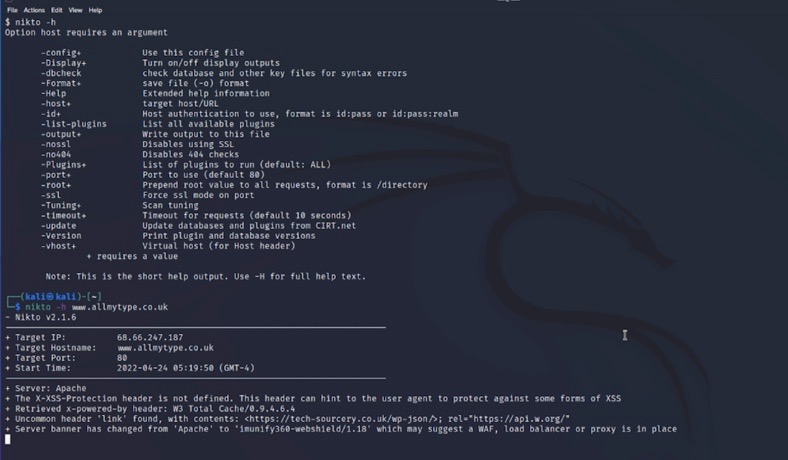 File Actions Edit View Help
$ nikto -h
Option host requires an argument
-config+ Use this config file
-Display+ Turn on/off display outputs
-dbcheck check database and other key files for syntax errors
-Format+ save file (-o) format
-Help Extended help information
-host+ target host/URL
-id+ Host authentication to use, format is id:pass or id:pass:realm
-list-plugins List all available plugins
-output+ Write output to this file
-nossl Disables using SSL
-no404 Disables 404 checks
-Plugins+ List of plugins to run (default: ALL)
-port+ Port to use (default 80)
-root+ Prepend root value to all requests, format is /directory
-ssl Force ssl mode on port
-Tuning+ Scan tuning
-timeout+ Timeout for requests (default 10 seconds)
-update Update databases and plugins from CIRT.net
-Version Print plugin and database versions
-vhost+ Virtual host (for Host header)
+ requires a value
Note: This is the short help output. Use -H for full help text.
(kali㉿kali)-[~]
$ nikto -h www.allmytype.co.uk
- Nikto v2.1.6
+ Target IP: 68.66.247.187
+ Target Hostname: www.allmytype.co.uk
+ Target Port: 80
+ Start Time: 2022-04-24 05:19:50 (GMT-4)
+ Server: Apache
+ The X-XSS-Protection header is not defined. This header can hint to the user agent to protect against some forms of XSS
+ Retrieved x-powered-by header: W3 Total Cache/0.9.4.6.4
+ Uncommon header 'link' found, with contents: <https://tech-sourcery.co.uk/wp-json/>; rel="https://api.w.org/"
+ Server banner has changed from 'Apache' to 'imunify360-webshield/1.18' which may suggest a WAF, load balancer or proxy is in place